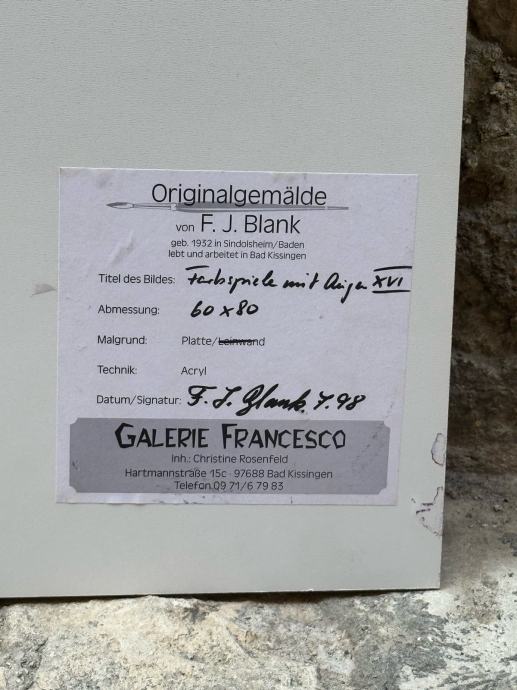 Originalgemälde
von F. J. Blank
geb. 1932 in Sindolsheim/Baden
lebt und arbeitet in Bad Kissingen
Titel des Bildes: Farbspiele mit Augen XVI
Abmessung: 60 x 80
Malgrund: Platte/Leinwand
Technik: Acryl
Datum/Signatur: F. J. Blank. 7.98
GALERIE FRANCESCO
Inh.: Christine Rosenfeld
Hartmannstraße 15c · 97688 Bad Kissingen
Telefon 09 71/6 79 83